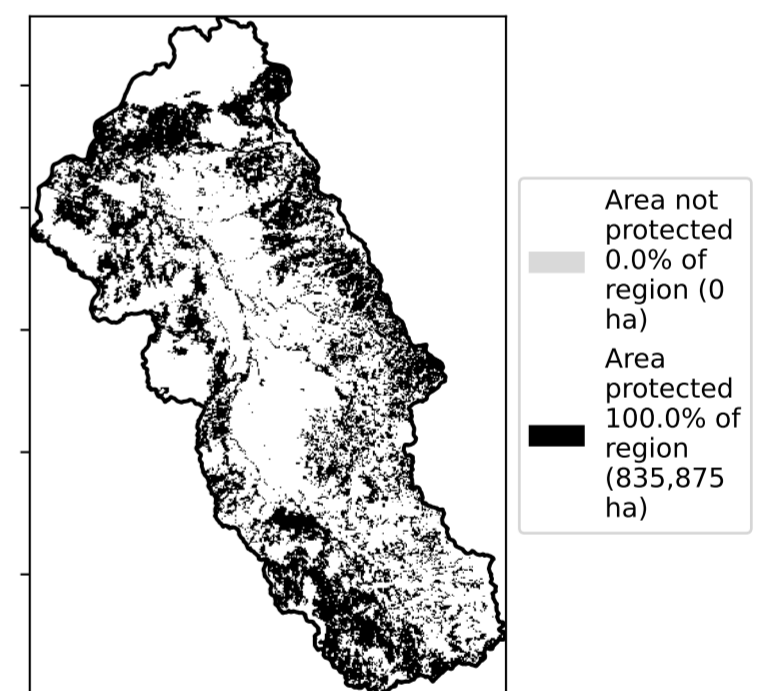 Area not
protected
0.0% of
region (0
ha)
Area
protected
100.0% of
region
(835,875
ha)